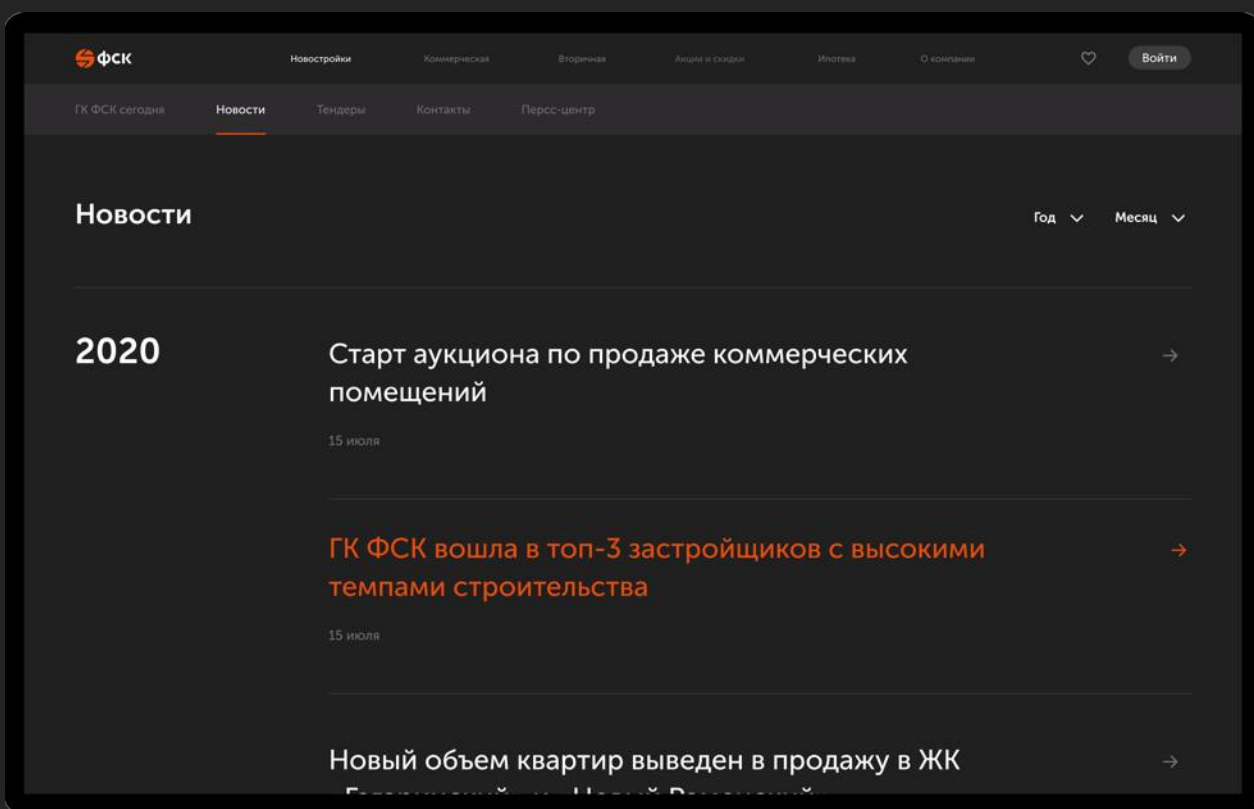 фск
Новостройки Коммерческая Вторичная Акции и скидки Ипотека О компании Войти
ГК ФСК сегодня Новости Тендеры Контакты Персс-центр
Новости Год Месяц
2020 Старт аукциона по продаже коммерческих
помещений
15 июля
ГК ФСК вошла в топ-3 застройщиков с высокими
темпами строительства
15 июля
Новый объем квартир выведен в продажу в ЖК